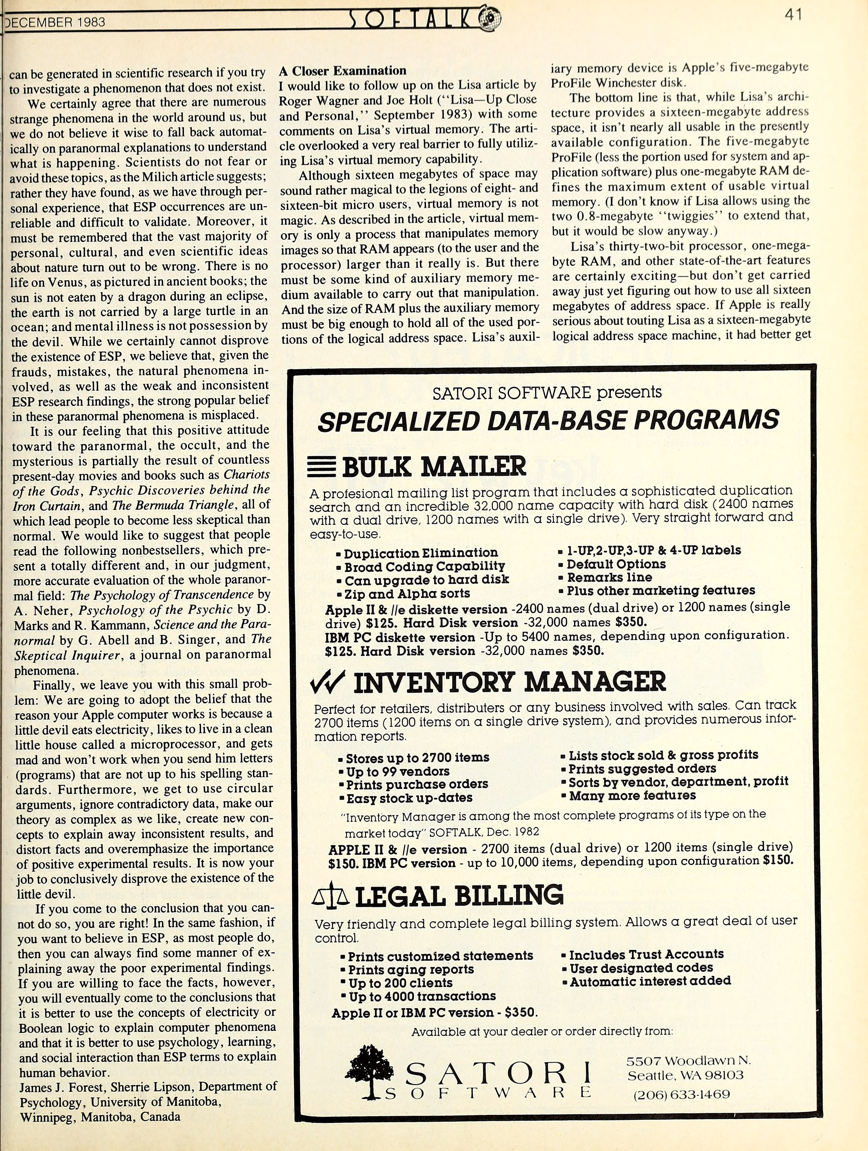 DECEMBER 1983
SOFTALK
41
can be generated in scientific research if you try
to investigate a phenomenon that does not exist.
We certainly agree that there are numerous
strange phenomena in the world around us, but
we do not believe it wise to fall back automat-
ically on paranormal explanations to understand
what is happening. Scientists do not fear or
avoid these topics, as the Milich article suggests;
rather they have found, as we have through per-
sonal experience, that ESP occurrences are un-
reliable and difficult to validate. Moreover, it
must be remembered that the vast majority of
personal, cultural, and even scientific ideas
about nature turn out to be wrong. There is no
life on Venus, as pictured in ancient books; the
sun is not eaten by a dragon during an eclipse,
the earth is not carried by a large turtle in an
ocean; and mental illness is not possession by
the devil. While we certainly cannot disprove
the existence of ESP, we believe that, given the
frauds, mistakes, the natural phenomena in-
volved, as well as the weak and inconsistent
ESP research findings, the strong popular belief
in these paranormal phenomena is misplaced.
It is our feeling that this positive attitude
toward the paranormal, the occult, and the
mysterious is partially the result of countless
present-day movies and books such as Chariots
of the Gods, Psychic Discoveries behind the
Iron Curtain, and The Bermuda Triangle, all of
which lead people to become less skeptical than
normal. We would like to suggest that people
read the following nonbestsellers, which pre-
sent a totally different and, in our judgment,
more accurate evaluation of the whole paranor-
mal field: The Psychology of Transcendence by
A. Neher, Psychology of the Psychic by D.
Marks and R. Kammann, Science and the Para-
normal by G. Abell and B. Singer, and The
Skeptical Inquirer, a journal on paranormal
phenomena.
Finally, we leave you with this small prob-
lem: We are going to adopt the belief that the
reason your Apple computer works is because a
little devil eats electricity, likes to live in a clean
little house called a microprocessor, and gets
mad and won't work when you send him letters
(programs) that are not up to his spelling stan-
dards. Furthermore, we get to use circular
arguments, ignore contradictory data, make our
theory as complex as we like, create new con-
cepts to explain away inconsistent results, and
distort facts and overemphasize the importance
of positive experimental results. It is now your
job to conclusively disprove the existence of the
little devil.
If you come to the conclusion that you can-
not do so, you are right! In the same fashion, if
you want to believe in ESP, as most people do,
then you can always find some manner of ex-
plaining away the poor experimental findings.
If you are willing to face the facts, however,
you will eventually come to the conclusions that
it is better to use the concepts of electricity or
Boolean logic to explain computer phenomena
and that it is better to use psychology, learning,
and social interaction than ESP terms to explain
human behavior.
James J. Forest, Sherrie Lipson, Department of
Psychology, University of Manitoba,
Winnipeg, Manitoba, Canada
A Closer Examination
I would like to follow up on the Lisa article by
Roger Wagner and Joe Holt ("Lisa—Up Close
and Personal," September 1983) with some
comments on Lisa's virtual memory. The arti-
cle overlooked a very real barrier to fully utiliz-
ing Lisa's virtual memory capability.
Although sixteen megabytes of space may
sound rather magical to the legions of eight- and
sixteen-bit micro users, virtual memory is not
magic. As described in the article, virtual mem-
ory is only a process that manipulates memory
images so that RAM appears (to the user and the
processor) larger than it really is. But there
must be some kind of auxiliary memory me-
dium available to carry out that manipulation.
And the size of RAM plus the auxiliary memory
must be big enough to hold all of the used por-
tions of the logical address space. Lisa's auxil-
iary memory device is Apple's five-megabyte
ProFile Winchester disk.
The bottom line is that, while Lisa's archi-
tecture provides a sixteen-megabyte address
space, it isn't nearly all usable in the presently
available configuration. The five-megabyte
ProFile (less the portion used for system and ap-
plication software) plus one-megabyte RAM de-
fines the maximum extent of usable virtual
memory. (I don't know if Lisa allows using the
two 0.8-megabyte "twiggies" to extend that,
but it would be slow anyway.)
Lisa's thirty-two-bit processor, one-mega-
byte RAM, and other state-of-the-art features
are certainly exciting—but don't get carried
away just yet figuring out how to use all sixteen
megabytes of address space. If Apple is really
serious about touting Lisa as a sixteen-megabyte
logical address space machine, it had better get
SATORI SOFTWARE presents
SPECIALIZED DATA-BASE PROGRAMS
BULK MAILER
A profesional mailing list program that includes a sophisticated duplication
search and an incredible 32,000 name capacity with hard disk (2400 names
with a dual drive, 1200 names with a single drive). Very straight forward and
easy-to-use.
▪ Duplication Elimination
▪ Broad Coding Capability
▪ Can upgrade to hard disk
▪ Zip and Alpha sorts
▪ 1-UP,2-UP,3-UP & 4-UP labels
▪ Default Options
▪ Remarks line
▪ Plus other marketing features
Apple II & //e diskette version -2400 names (dual drive) or 1200 names (single
drive) $125. Hard Disk version -32,000 names $350.
IBM PC diskette version -Up to 5400 names, depending upon configuration.
$125. Hard Disk version -32,000 names $350.
INVENTORY MANAGER
Perfect for retailers, distributers or any business involved with sales. Can track
2700 items (1200 items on a single drive system), and provides numerous infor-
mation reports.
▪ Stores up to 2700 items
▪ Up to 99 vendors
▪ Prints purchase orders
▪ Easy stock up-dates
▪ Lists stock sold & gross profits
▪ Prints suggested orders
▪ Sorts by vendor, department, profit
▪ Many more features
"Inventory Manager is among the most complete programs of its type on the
market today" SOFTALK, Dec. 1982
APPLE II & //e version - 2700 items (dual drive) or 1200 items (single drive)
$150. IBM PC version - up to 10,000 items, depending upon configuration $150.
LEGAL BILLING
Very friendly and complete legal billing system. Allows a great deal of user
control.
▪ Prints customized statements
▪ Prints aging reports
▪ Up to 200 clients
▪ Up to 4000 transactions
▪ Includes Trust Accounts
▪ User designated codes
▪ Automatic interest added
Apple II or IBM PC version - $350.
Available at your dealer or order directly from:
SATORI
SOFTWARE
5507 Woodlawn N.
Seattle, WA 98103
(206) 633-1469